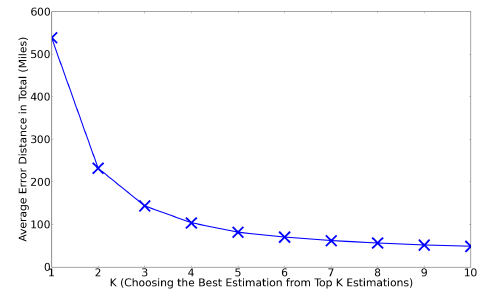 600
500
400
300
200
100
0
Average Error Distance in Total (Miles)
1 2 3 4 5 6 7 8 9 10
K (Choosing the Best Estimation from Top K Estimations)